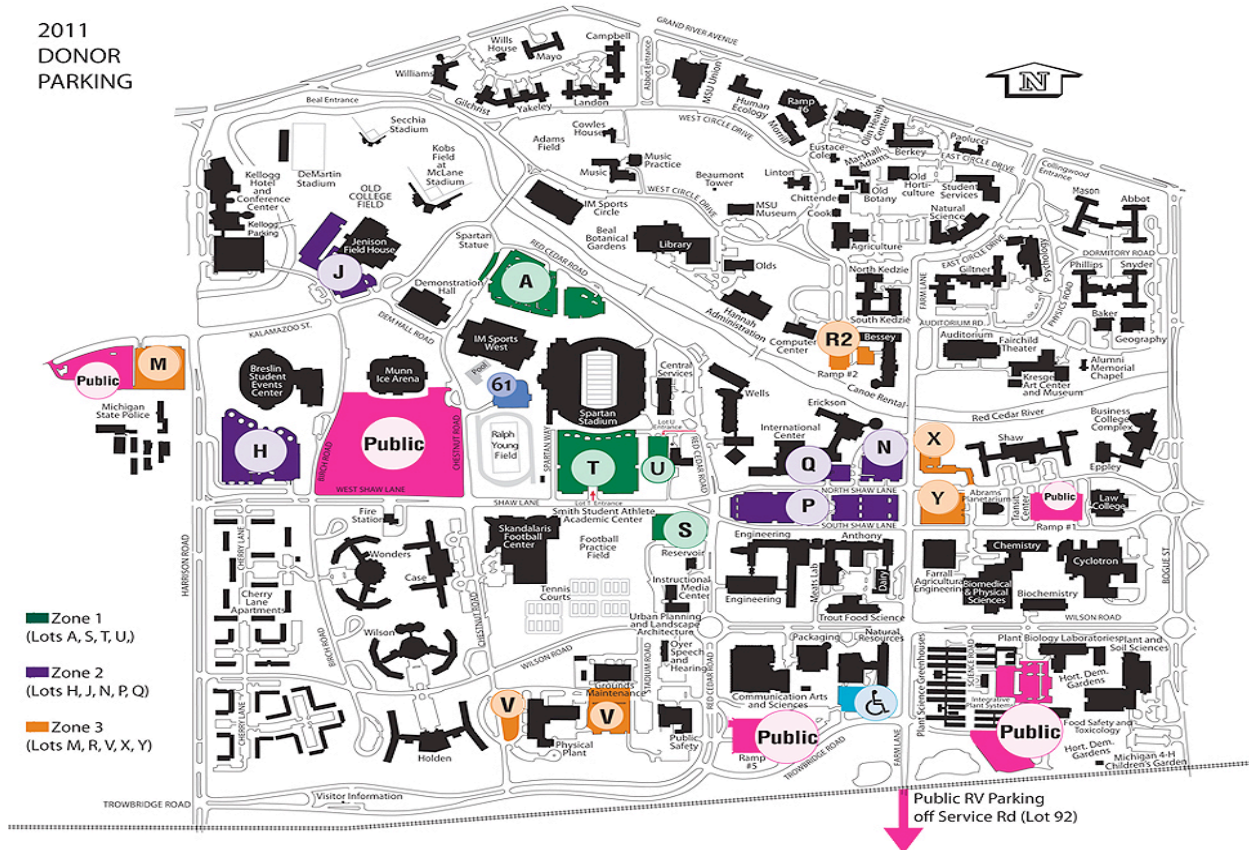 2011
DONOR
PARKING
GRAND RIVER AVENUE
N
Campbell
Wills
House
Mayo
Williams
Abbot Entrance
MSU Union
Gilchrist
Yakeley
Landon
Human
Ecology
Ramp
#6
Morrill
Olin Health
Center
Beal Entrance
Secchia
Stadium
Cowles
House
Adams
Field
WEST CIRCLE DRIVE
Eustace
Cole
Marshall-
Adams
Berkey
Paolucci
EAST CIRCLE DRIVE
Collingwood
Entrance
Kobs
Field
at
McLane
Stadium
Music
Practice
Music
Beaumont
Tower
Linton
Old
Horti-
culture
Old
Botany
Student
Services
Mason
Abbot
Kellogg
Hotel
and
Conference
Center
DeMartin
Stadium
OLD
COLLEGE
FIELD
WEST CIRCLE DRIVE
MSU
Museum
Chittenden
Cook
Natural
Science
IM Sports
Circle
Beal
Botanical
Gardens
Library
Agriculture
Kellogg
Parking
Jenison
Field House
Spartan
Statue
RED CEDAR ROAD
Olds
EAST CIRCLE DRIVE
Psychology
DORMITORY ROAD
J
A
Demonstration
Hall
North Kedzie
Giltner
Phillips
Snyder
FARM LANE
PHYSICS ROAD
DEM HALL ROAD
Hannah
Administration
South Kedzie
AUDITORIUM RD.
Baker
Geography
KALAMAZOO ST.
IM Sports
West
Computer
Center
R2
Bessey
Auditorium
Fairchild
Theater
Ramp #2
M
Public
Breslin
Student
Events
Center
Munn
Ice Arena
Pool
61
Spartan
Stadium
Central
Services
Canoe Rental
Kresge
Art Center
and Museum
Alumni
Memorial
Chapel
Michigan
State Police
Wells
Erickson
Red Cedar River
Business
College
Complex
H
BIRCH ROAD
Public
CHESTNUT ROAD
Ralph
Young
Field
SPARTAN WAY
Lot U
Entrance
RED CEDAR ROAD
International
Center
N
X
Shaw
T
U
Q
Eppley
WEST SHAW LANE
SHAW LANE
Lot T Entrance
NORTH SHAW LANE
P
Y
Abrams
Planetarium
Transit
Center
Public
Ramp #1
Law
College
Smith Student Athlete
Academic Center
SOUTH SHAW LANE
Fire
Station
Skandalaris
Football
Center
Football
Practice
Field
S
Reservoir
Engineering
Anthony
Chemistry
HARRISON ROAD
CHERRY LANE
Wonders
Case
BOGUE ST.
Cherry
Lane
Apartments
Tennis
Courts
Instructional
Media
Center
Engineering
Meats Lab
Dairy
Farrall
Agricultural
Engineering
Biomedical
& Physical
Sciences
Cyclotron
Biochemistry
Trout Food Science
WILSON ROAD
Zone 1
(Lots A, S, T, U,)
Wilson
BIRCH ROAD
CHESTNUT ROAD
WILSON ROAD
Urban Planning
and Landscape
Architecture
Oyer
Speech and
Hearing
STADIUM ROAD
RED CEDAR ROAD
Packaging
Natural
Resources
Plant Biology Laboratories
Plant and
Soil Sciences
Plant Science Greenhouses
SCIENCE ROAD
Zone 2
(Lots H, J, N, P, Q)
Grounds
Maintenance
Communication Arts
and Sciences
Integrative
Plant Systems
Hort. Dem.
Gardens
CHERRY LANE
V
V
Zone 3
(Lots M, R, V, X, Y)
Holden
Physical
Plant
Public
Safety
Public
Ramp
#5
Public
Food Safety and
Toxicology
Hort. Dem.
Gardens
TROWBRIDGE ROAD
FARM LANE
Michigan 4-H
Children's Garden
Visitor Information
TROWBRIDGE ROAD
Public RV Parking
off Service Rd (Lot 92)